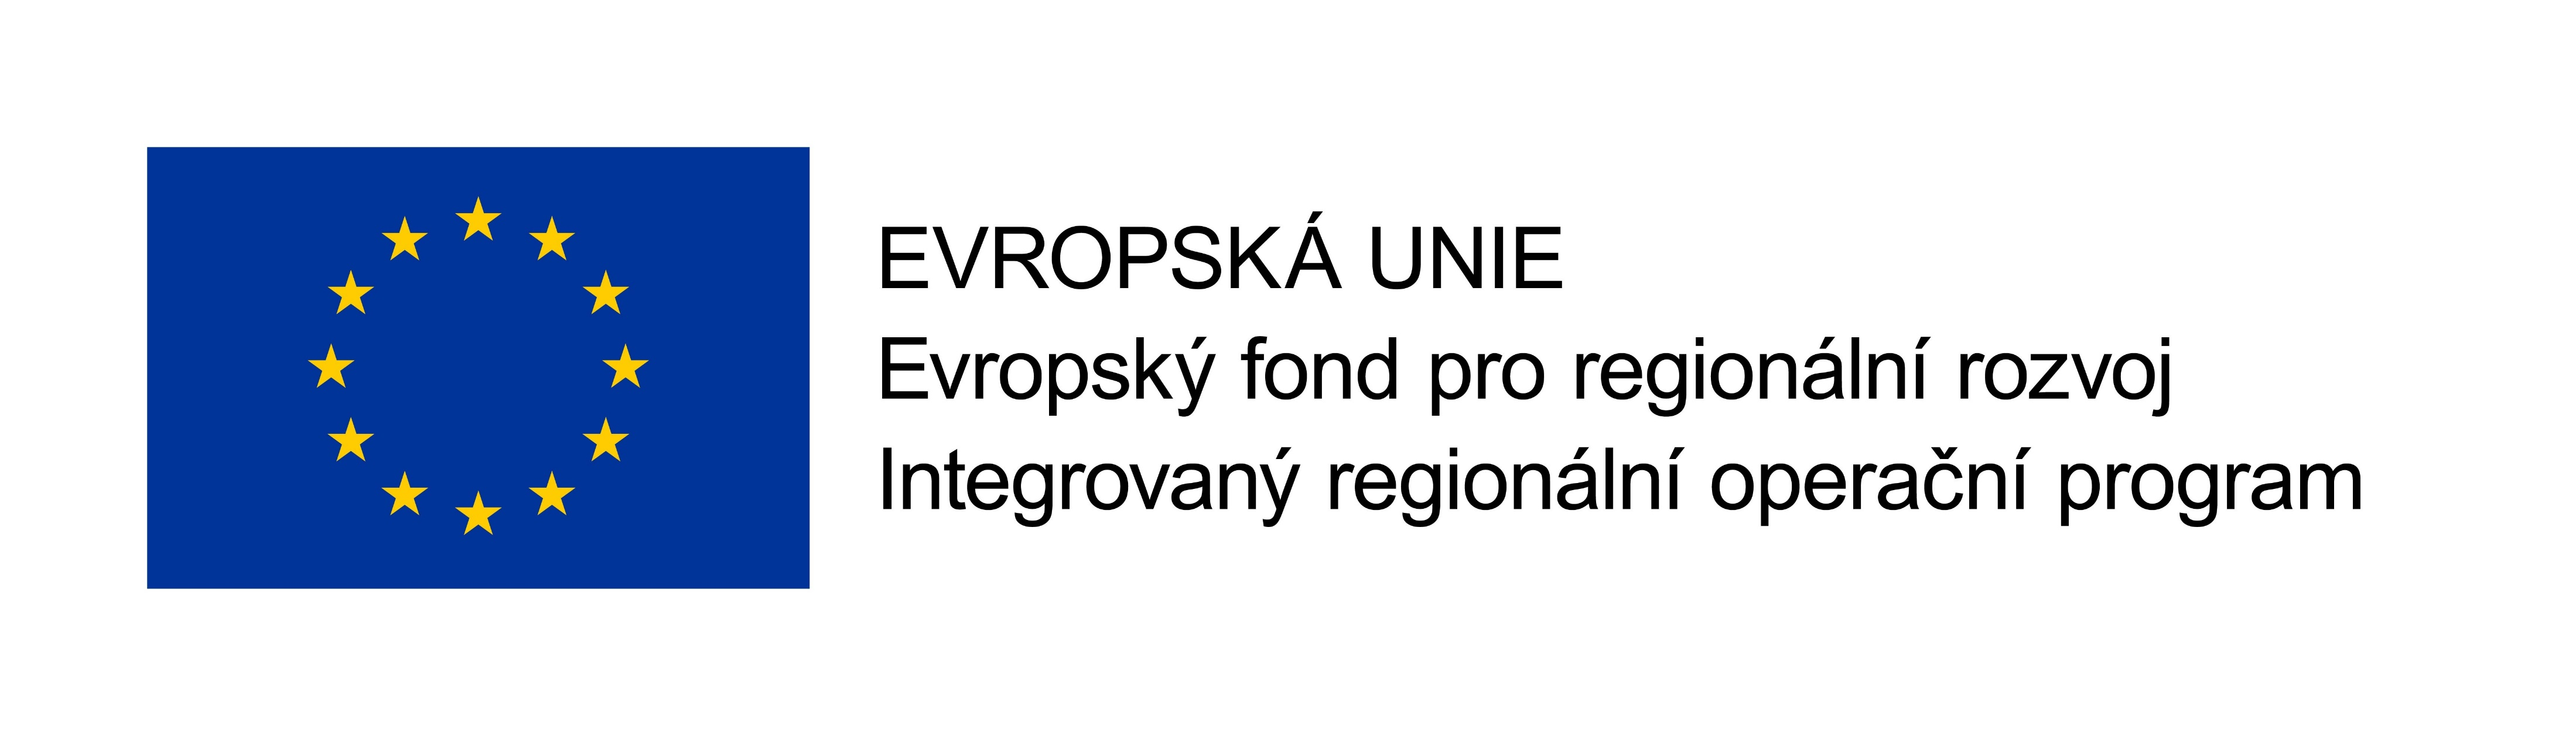 EVROPSKÁ UNIE
Evropský fond pro regionální rozvoj
Integrovaný regionální operační program